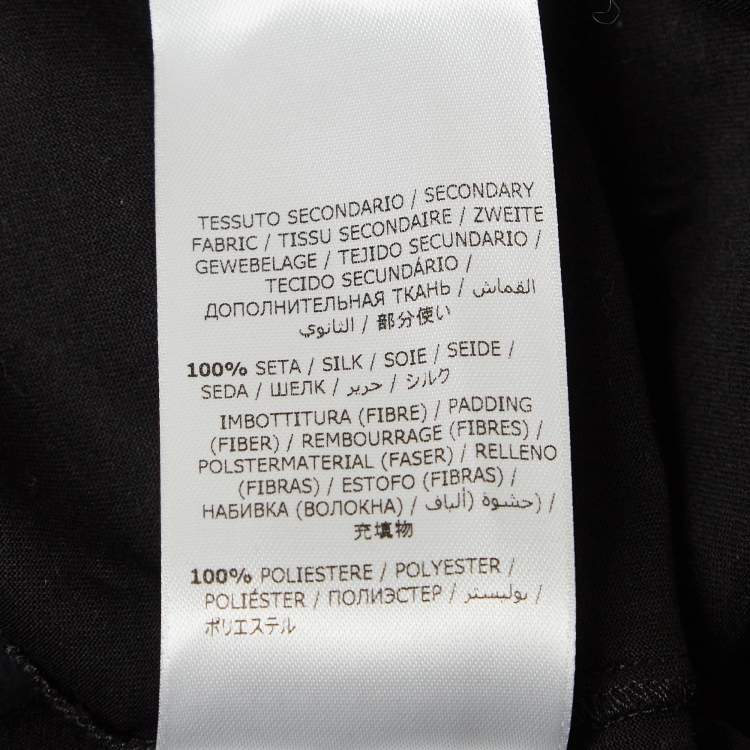 TESSUTO SECONDARIO / SECONDARY
FABRIC / TISSU SECONDAIRE / ZWEITE
GEWEBELAGE / TEJIDO SECUNDARIO /
TECIDO SECUNDÁRIO /
ДОПОЛНИТЕЛЬНАЯ ТКАНЬ / القماش
الثانوي / 部分使い
100% SETA / SILK / SOIE / SEIDE /
SEDA / ШЕЛК / حرير / シルク
IMBOTTITURA (FIBRE) / PADDING
(FIBER) / REMBOURRAGE (FIBRES) /
POLSTERMATERIAL (FASER) / RELLENO
(FIBRAS) / ESTOFO (FIBRAS) /
НАБИВКА (ВОЛОКНА) / حشوة (ألياف) /
充填物
100% POLIESTERE / POLYESTER /
POLIÉSTER / ПОЛИЭСТЕР / بوليستر /
ポリエステル